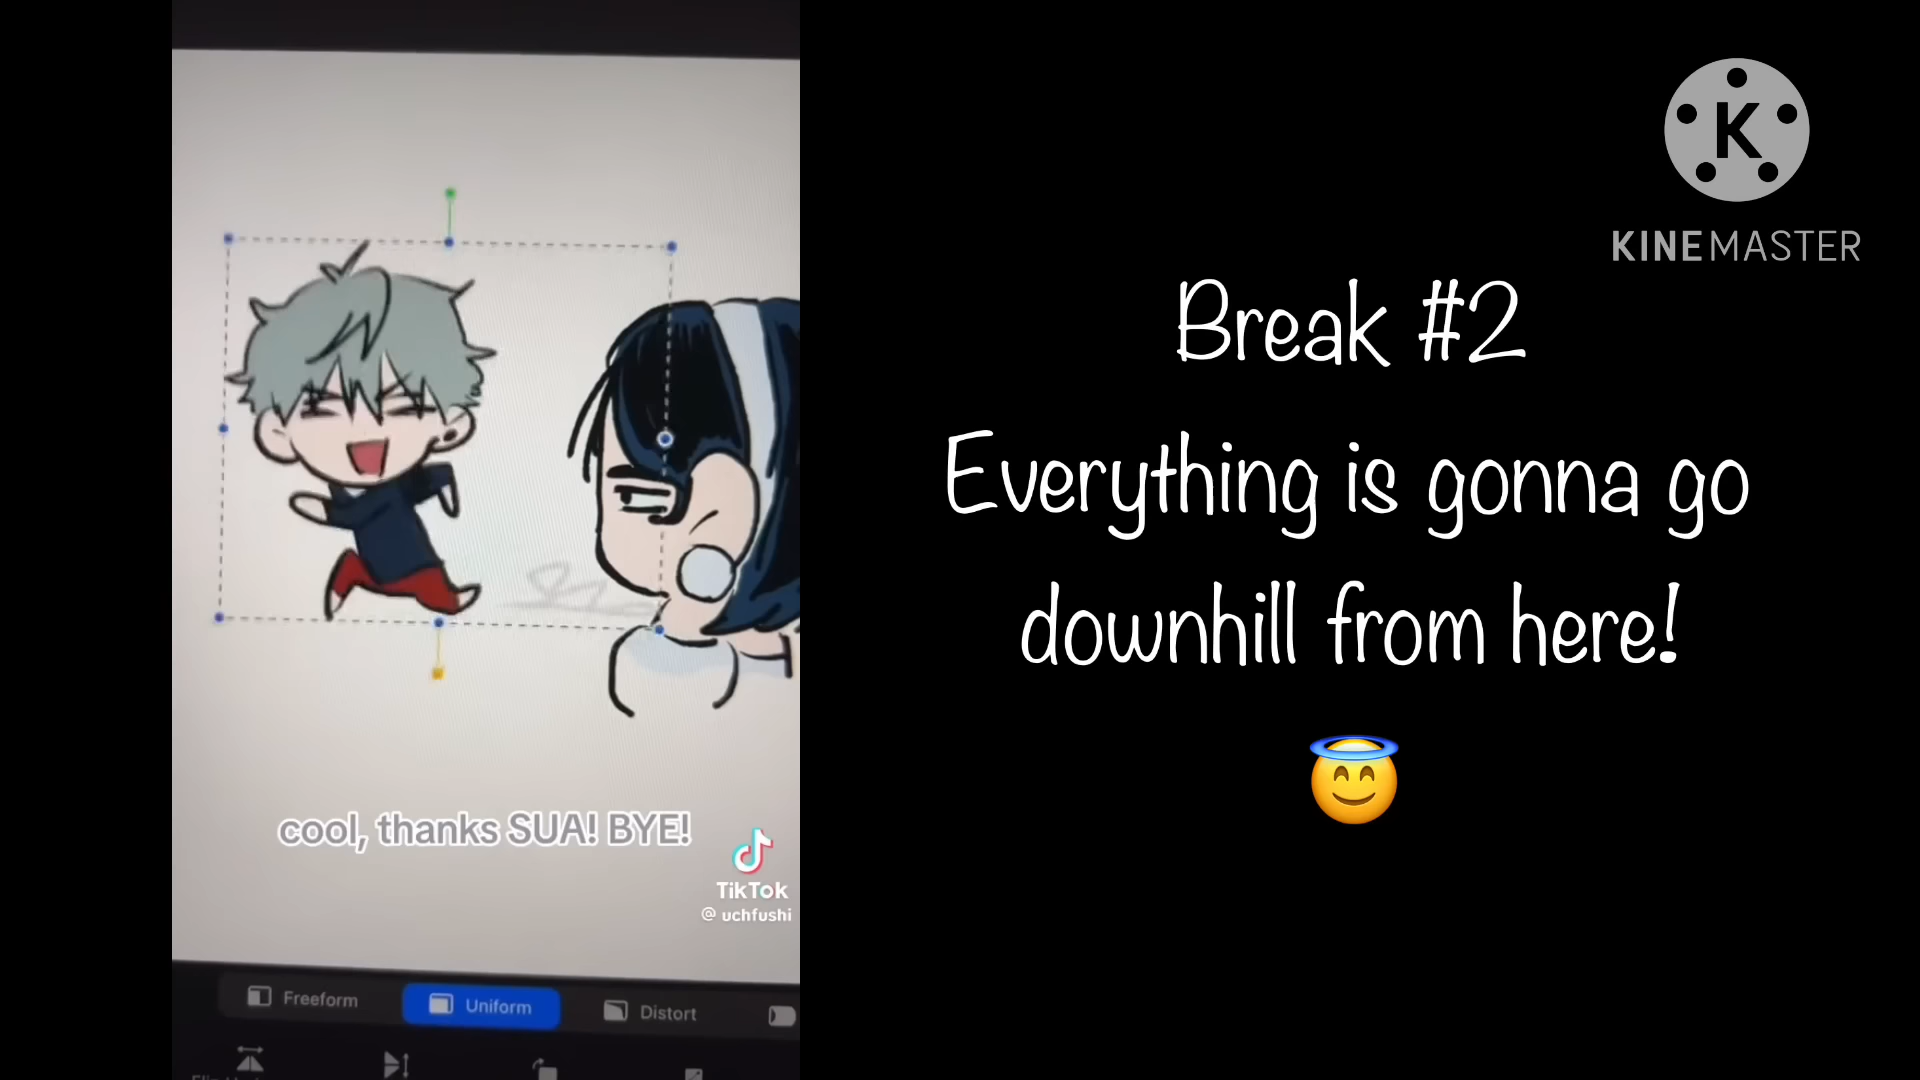 KINEMASTER
Break #2
Everything is gonna go
downhill from here!
cool, thanks SUA! BYE!
TikTok
@ uchfushi
Freeform
Uniform
Distort